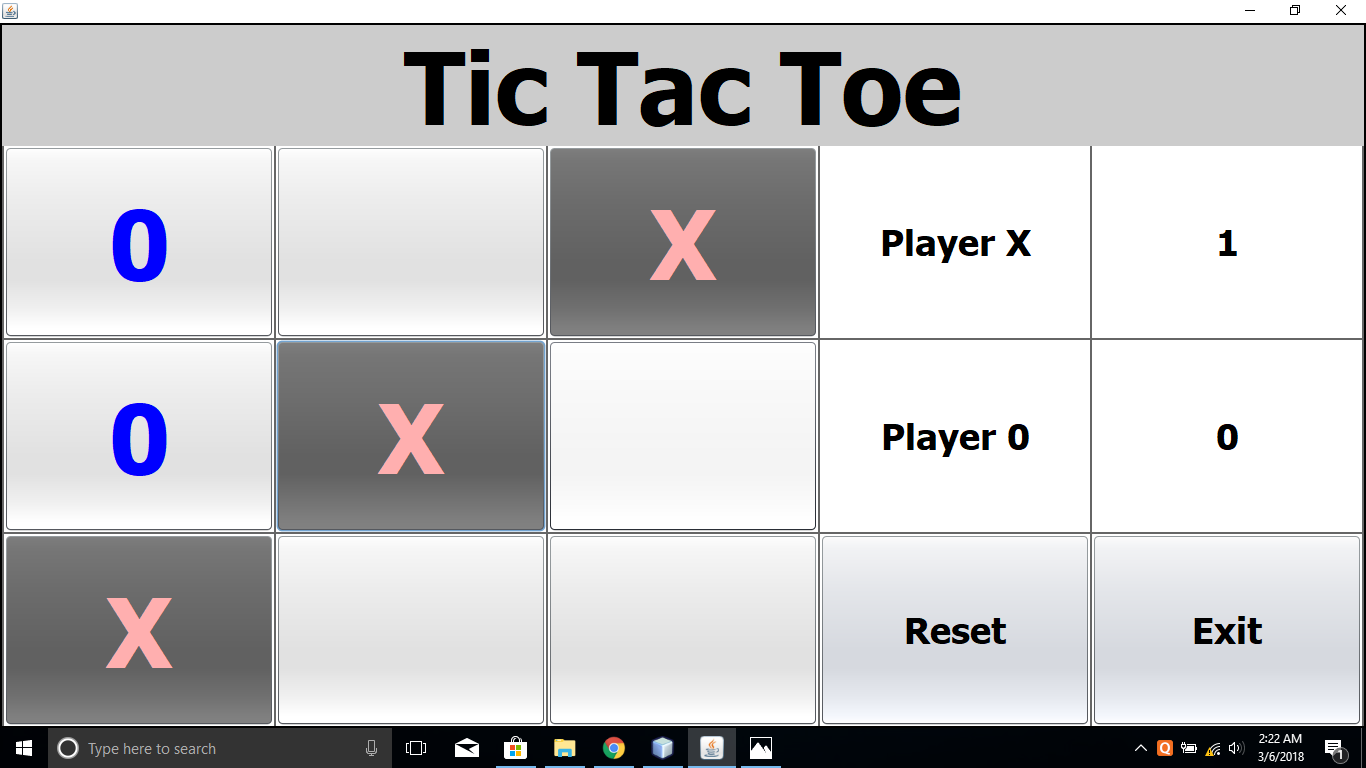 Tic Tac Toe
0 X Player X 1
0 X Player 0 0
X Reset Exit
Type here to search
2:22 AM
3/6/2018
1